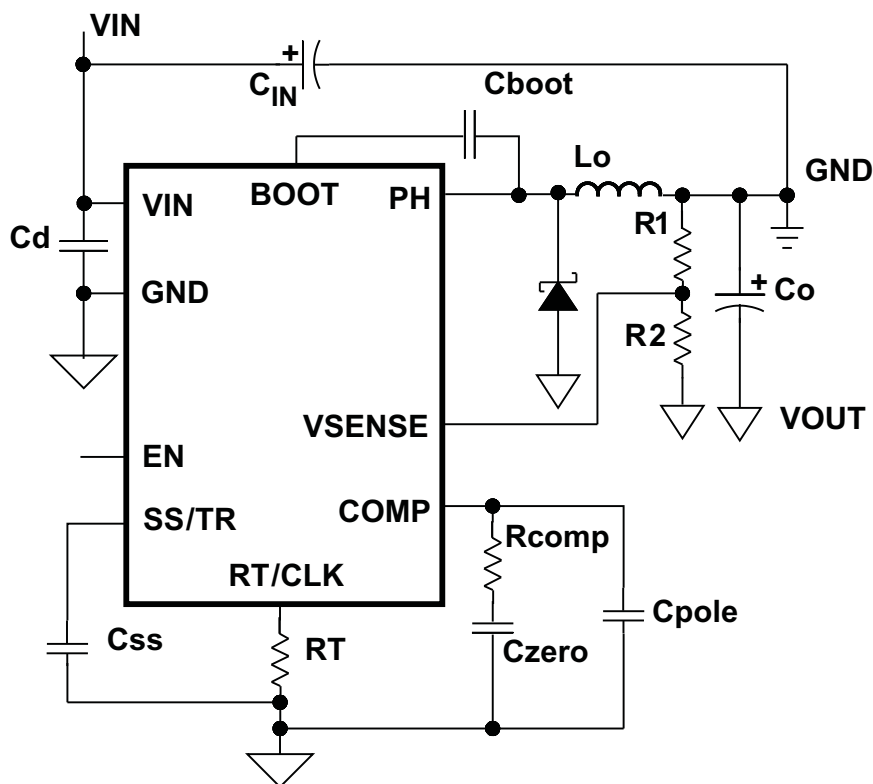 VIN
+
CIN
Cboot
Lo
GND
BOOT
PH
VIN
R1
Cd
GND
+
Co
R2
VSENSE
VOUT
EN
COMP
SS/TR
Rcomp
RT/CLK
Cpole
Css
RT
Czero